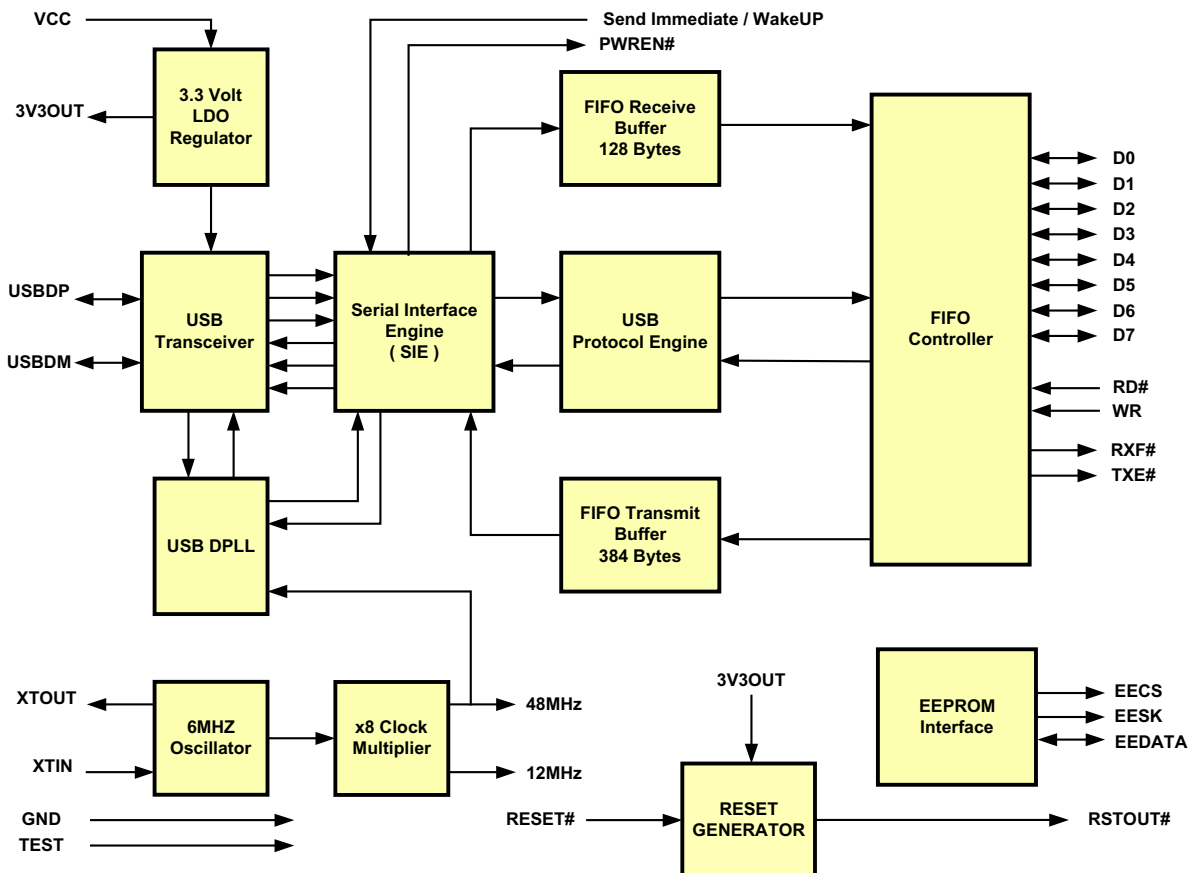 VCC
Send Immediate / WakeUP
PWREN#
3.3 Volt
LDO
Regulator
3V3OUT
FIFO Receive
Buffer
128 Bytes
D0
D1
D2
D3
D4
D5
D6
D7
USBDP
USBDM
USB
Transceiver
Serial Interface
Engine
( SIE )
USB
Protocol Engine
FIFO
Controller
RD#
WR
RXF#
TXE#
USB DPLL
FIFO Transmit
Buffer
384 Bytes
XTOUT
XTIN
6MHZ
Oscillator
x8 Clock
Multiplier
48MHz
12MHz
3V3OUT
EEPROM
Interface
EECS
EESK
EEDATA
GND
TEST
RESET#
RESET
GENERATOR
RSTOUT#